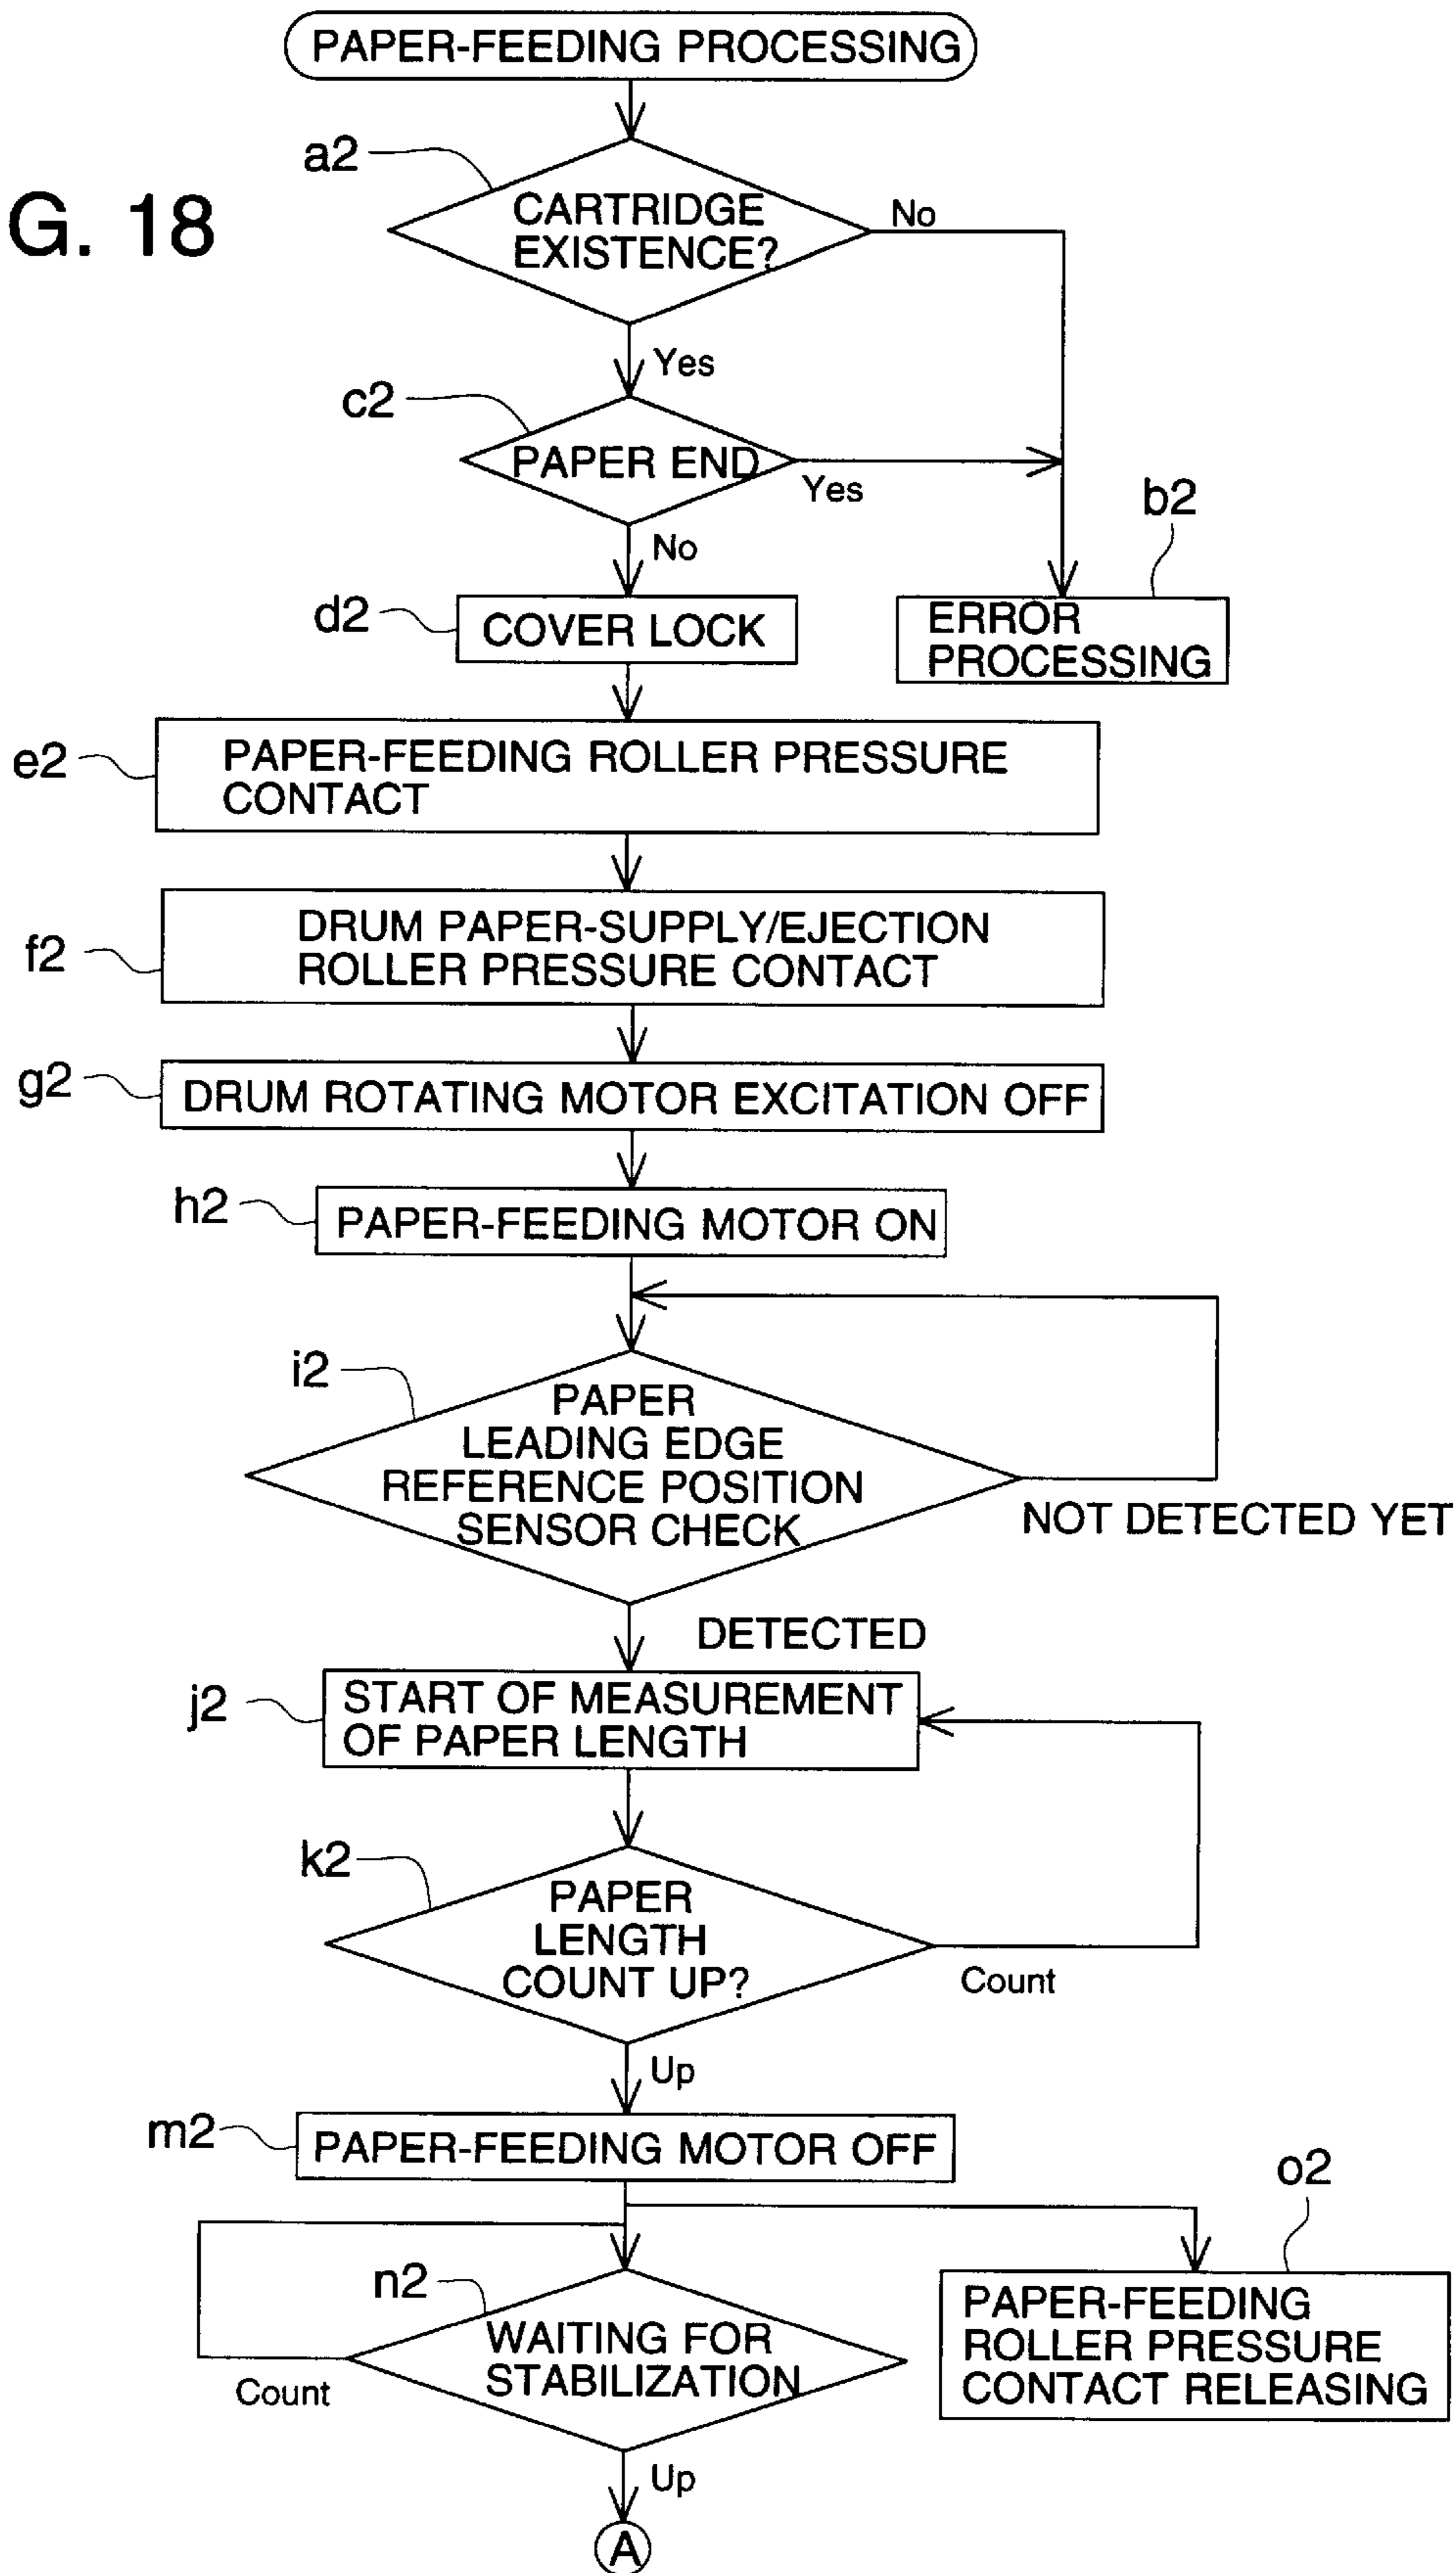 PAPER-FEEDING PROCESSING
a2
G. 18
CARTRIDGE
EXISTENCE?
No
Yes
c2
PAPER END
Yes
b2
No
d2
COVER LOCK
ERROR
PROCESSING
e2
PAPER-FEEDING ROLLER PRESSURE
CONTACT
f2
DRUM PAPER-SUPPLY/EJECTION
ROLLER PRESSURE CONTACT
g2
DRUM ROTATING MOTOR EXCITATION OFF
h2
PAPER-FEEDING MOTOR ON
i2
PAPER
LEADING EDGE
REFERENCE POSITION
SENSOR CHECK
NOT DETECTED YET
DETECTED
j2
START OF MEASUREMENT
OF PAPER LENGTH
k2
PAPER
LENGTH
COUNT UP?
Count
Up
m2
PAPER-FEEDING MOTOR OFF
o2
n2
WAITING FOR
STABILIZATION
Count
PAPER-FEEDING
ROLLER PRESSURE
CONTACT RELEASING
Up
A